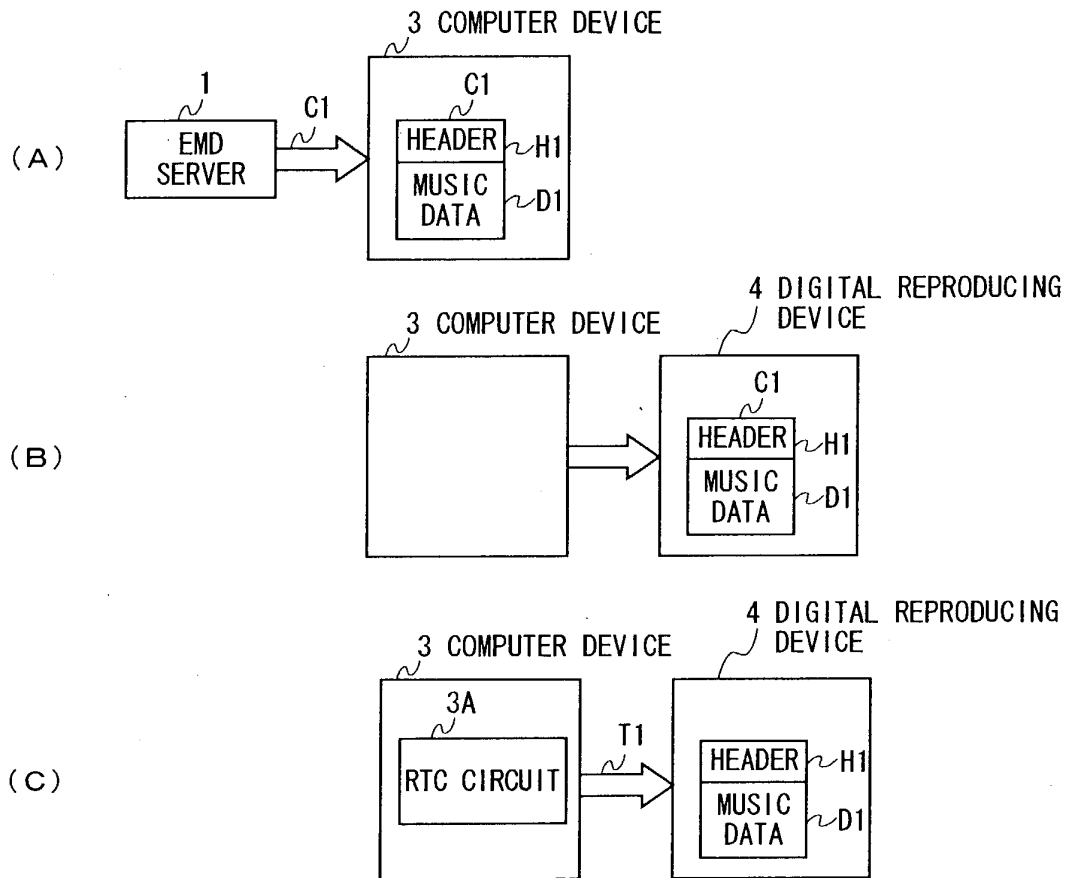 3 COMPUTER DEVICE
1
C1
C1
(A)
EMD
SERVER
HEADER
H1
MUSIC
DATA
D1
4 DIGITAL REPRODUCING
DEVICE
3 COMPUTER DEVICE
C1
(B)
HEADER
H1
MUSIC
DATA
D1
4 DIGITAL REPRODUCING
DEVICE
3 COMPUTER DEVICE
3A
T1
(C)
RTC CIRCUIT
HEADER
H1
MUSIC
DATA
D1